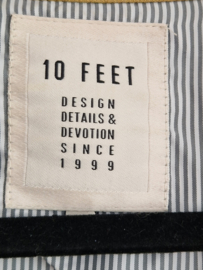 10 FEET
DESIGN
DETAILS &
DEVOTION
SINCE
1999